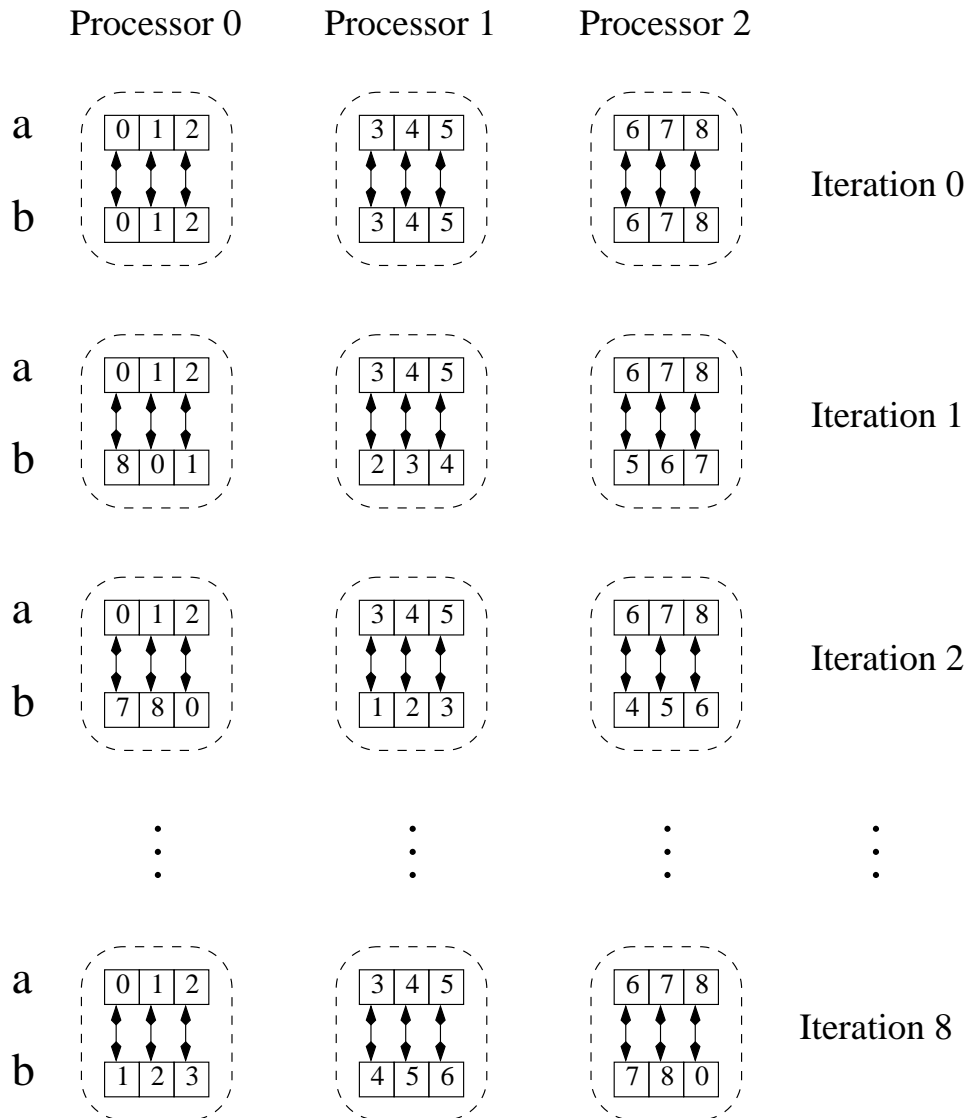 Processor 0 Processor 1 Processor 2
a 0 1 2 3 4 5 6 7 8
Iteration 0
b 0 1 2 3 4 5 6 7 8
a 0 1 2 3 4 5 6 7 8
Iteration 1
b 8 0 1 2 3 4 5 6 7
a 0 1 2 3 4 5 6 7 8
Iteration 2
b 7 8 0 1 2 3 4 5 6
a 0 1 2 3 4 5 6 7 8
Iteration 8
b 1 2 3 4 5 6 7 8 0